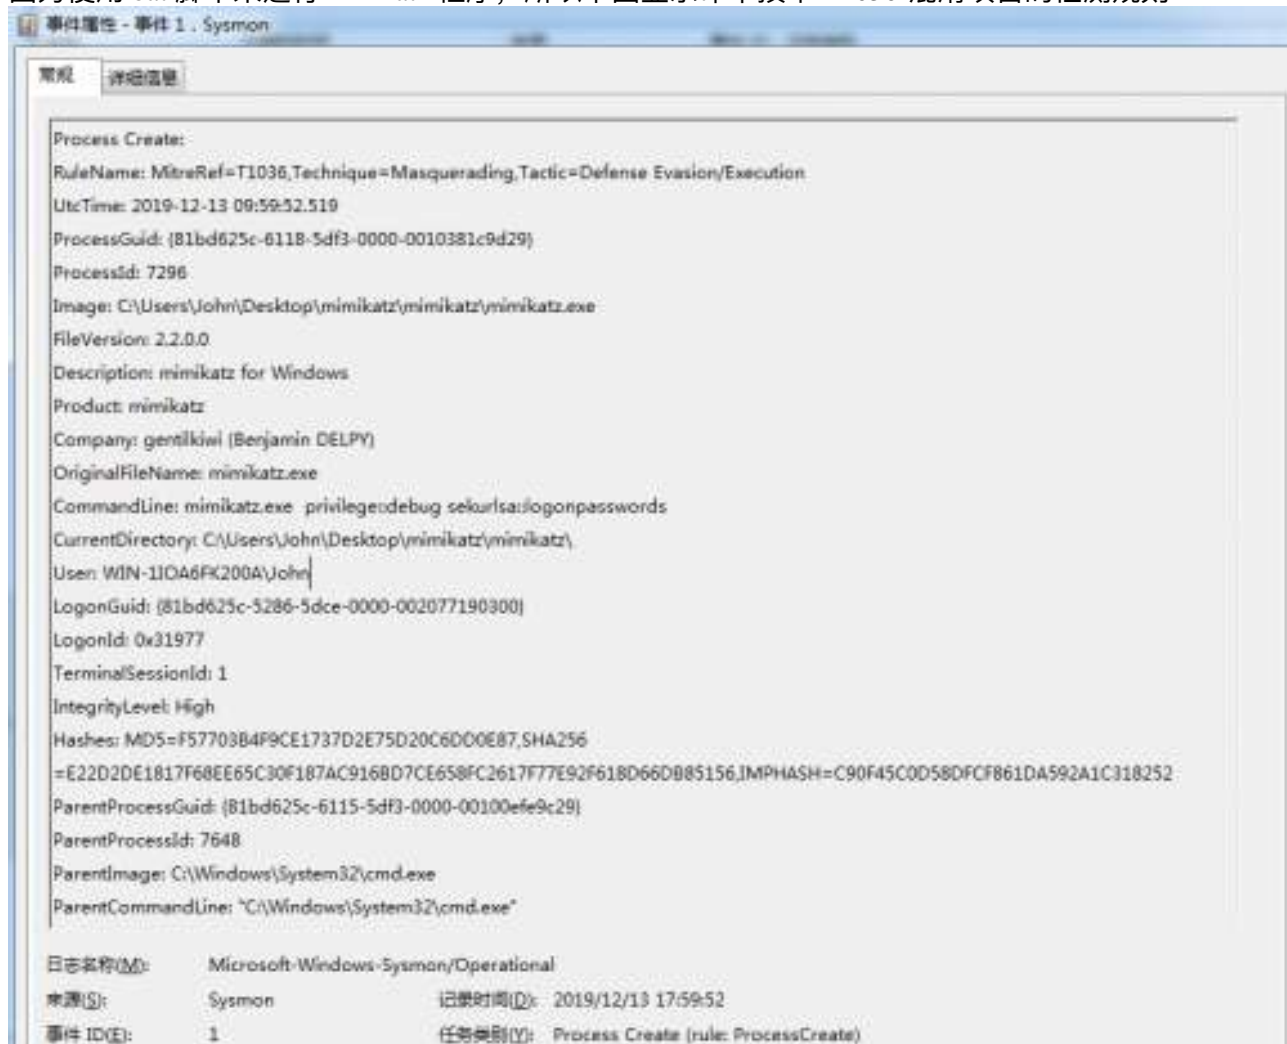 事件属性 - 事件 1 , Sysmon
常规 详细信息
Process Create:
RuleName: MitreRef=T1036,Technique=Masquerading,Tactic=Defense Evasion/Execution
UtcTime: 2019-12-13 09:59:52.519
ProcessGuid: {81bd625c-6118-5df3-0000-0010381c9d29}
ProcessId: 7296
Image: C:\Users\John\Desktop\mimikatz\mimikatz\mimikatz.exe
FileVersion: 2.2.0.0
Description: mimikatz for Windows
Product: mimikatz
Company: gentilkiwi (Benjamin DELPY)
OriginalFileName: mimikatz.exe
CommandLine: mimikatz.exe  privilege::debug sekurlsa::logonpasswords
CurrentDirectory: C:\Users\John\Desktop\mimikatz\mimikatz\
User: WIN-1IOA6FK200A\John
LogonGuid: {81bd625c-5286-5dce-0000-002077190300}
LogonId: 0x31977
TerminalSessionId: 1
IntegrityLevel: High
Hashes: MD5=F57703B4F9CE1737D2E75D20C6DD0E87,SHA256
=E22D2DE1817F68EE65C30F187AC916BD7CE658FC2617F77E92F618D66DB85156,IMPHASH=C90F45C0D58DFCF861DA592A1C318252
ParentProcessGuid: {81bd625c-6115-5df3-0000-00100efe9c29}
ParentProcessId: 7648
ParentImage: C:\Windows\System32\cmd.exe
ParentCommandLine: "C:\Windows\System32\cmd.exe"
日志名称(M): Microsoft-Windows-Sysmon/Operational
来源(S): Sysmon 记录时间(D): 2019/12/13 17:59:52
事件 ID(E): 1 任务类别(Y): Process Create (rule: ProcessCreate)